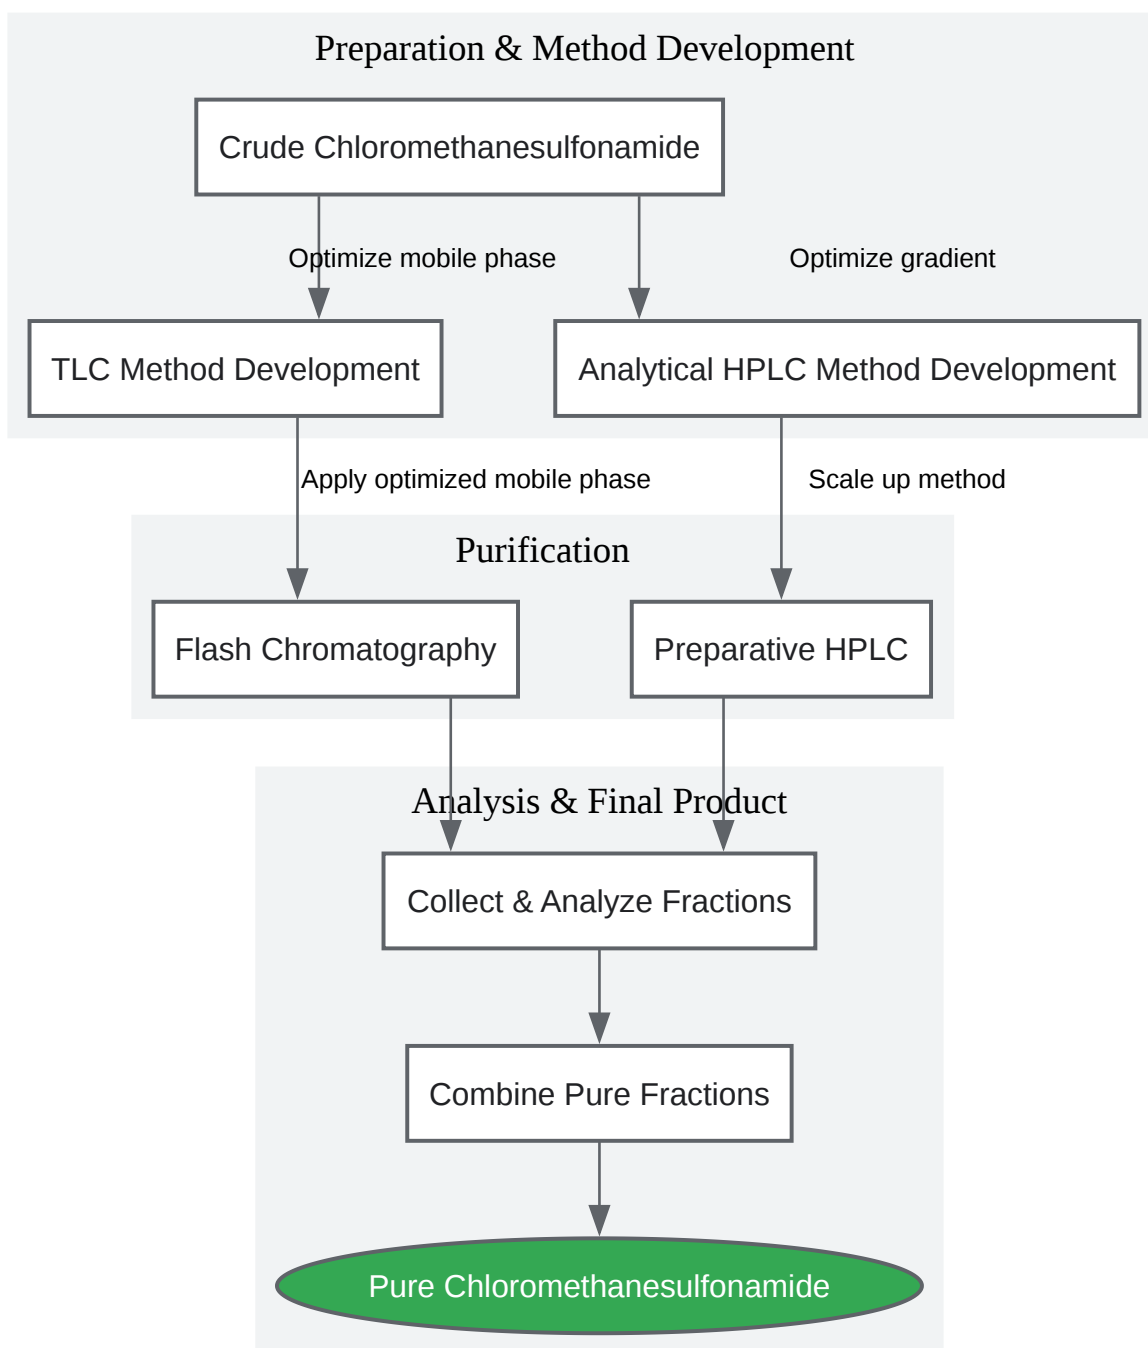 Preparation & Method Development
Crude Chloromethanesulfonamide
Optimize mobile phase
Optimize gradient
TLC Method Development
Analytical HPLC Method Development
Apply optimized mobile phase
Scale up method
Purification
Flash Chromatography
Preparative HPLC
Analysis & Final Product
Collect & Analyze Fractions
Combine Pure Fractions
Pure Chloromethanesulfonamide